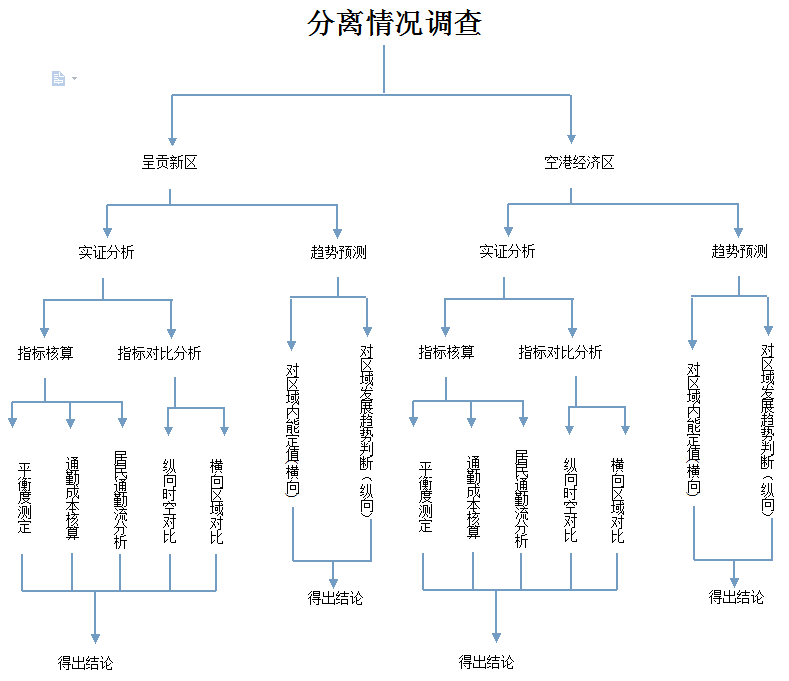 分离情况调查
呈贡新区
空港经济区
实证分析
趋势预测
实证分析
趋势预测
指标核算
指标对比分析
对区域内能定值(横向)
对区域发展趋势判断（纵向）
指标核算
指标对比分析
对区域内能定值(横向)
对区域发展趋势判断（纵向）
平衡度测定
通勤成本核算
居民通勤流分析
纵向时空对比
横向区域对比
平衡度测定
通勤成本核算
居民通勤流分析
纵向时空对比
横向区域对比
得出结论
得出结论
得出结论
得出结论